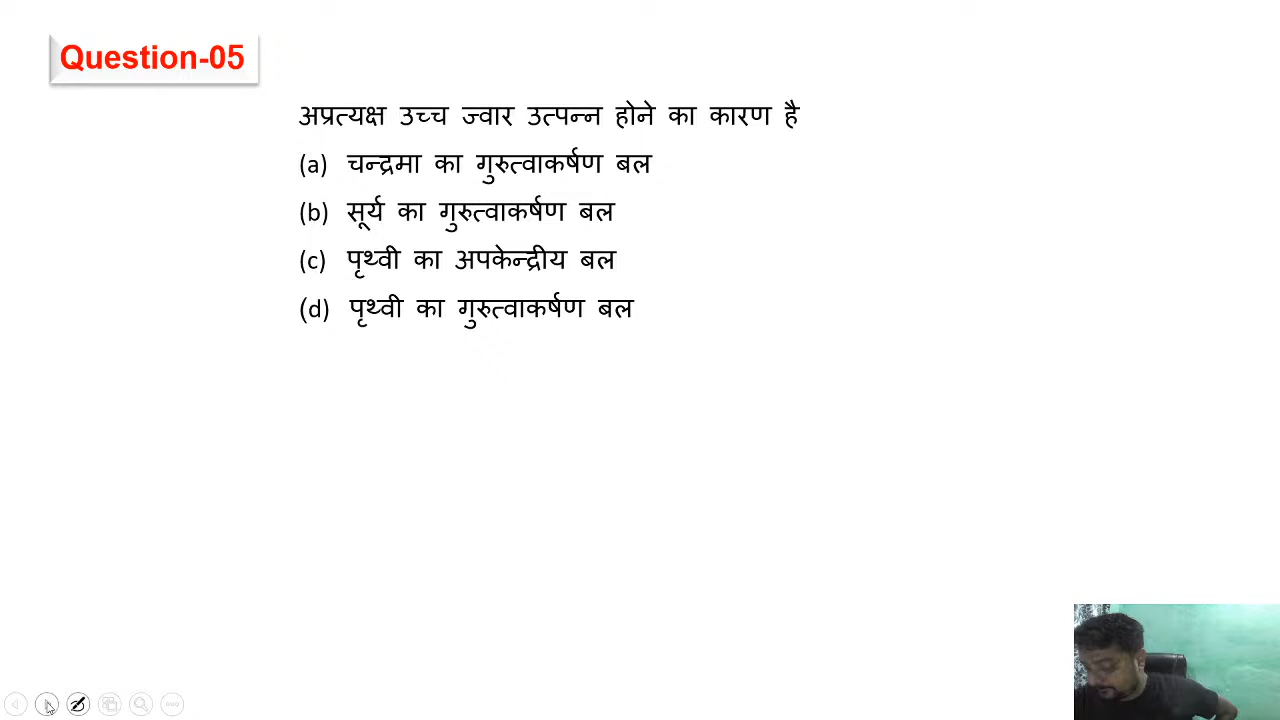 Question-05
अप्रत्यक्ष उच्च ज्वार उत्पन्न होने का कारण है
(a) चन्द्रमा का गुरुत्वाकर्षण बल
(b) सूर्य का गुरुत्वाकर्षण बल
(c) पृथ्वी का अपकेन्द्रीय बल
(d) पृथ्वी का गुरुत्वाकर्षण बल